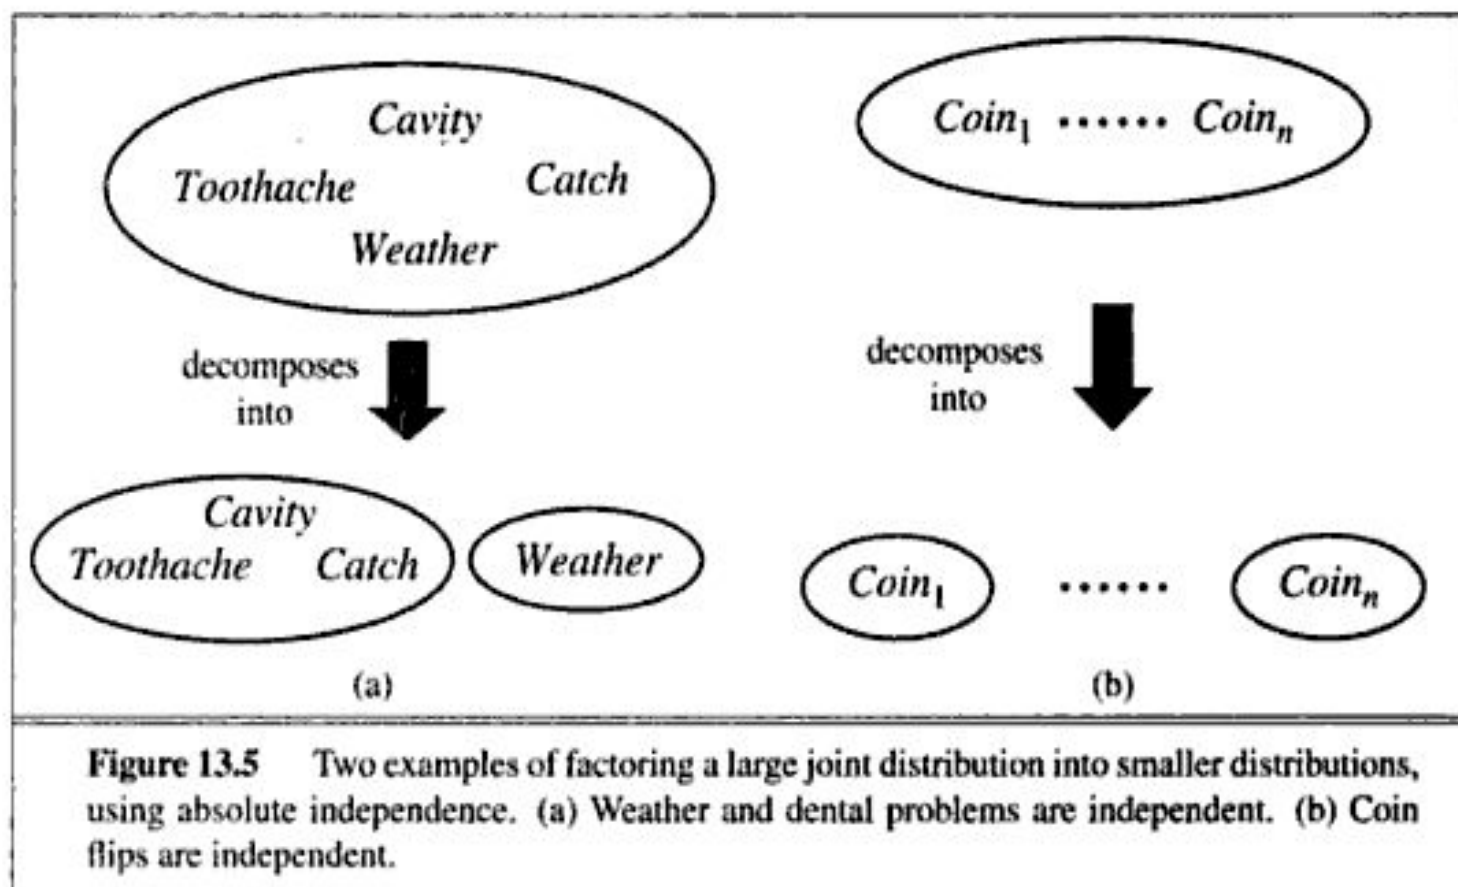 Cavity
Toothache Catch
Weather
decomposes
into
Cavity
Toothache Catch
Weather
(a)
Coin₁ ······ Coinₙ
decomposes
into
Coin₁ ······ Coinₙ
(b)
Figure 13.5 Two examples of factoring a large joint distribution into smaller distributions,
using absolute independence. (a) Weather and dental problems are independent. (b) Coin
flips are independent.